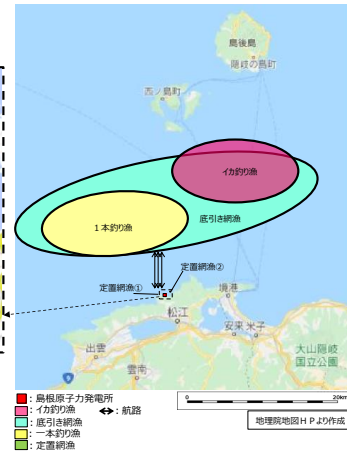 島後島
隠岐の島町
西ノ島町
イカ釣り漁
底引き網漁
1本釣り漁
定置網漁②
定置網漁①
境港
松江
安来 米子
出雲
大山隠岐
国立公園
雲南
:島根原子力発電所
:イカ釣り漁 :航路
:底引き網漁
:一本釣り漁
:定置網漁
0 20km
地理院地図HPより作成